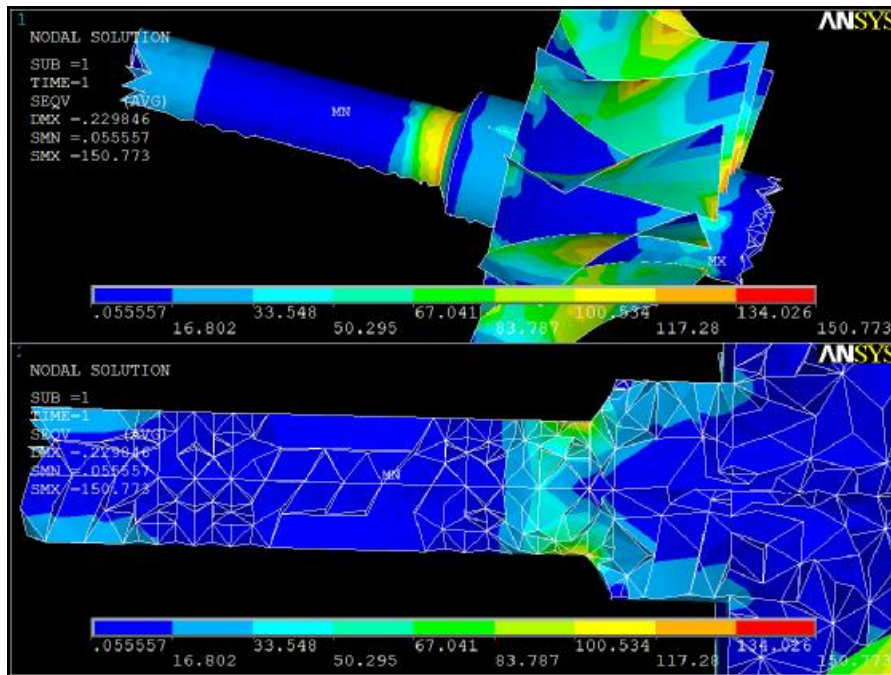 1
ANSYS
NODAL SOLUTION
SUB =1
TIME=1
SEQV (AVG)
DMX =.229846
SMN =.055557
SMX =150.773
MN
MX
.055557 33.548 67.041 100.534 134.026
16.802 50.295 83.787 117.28 150.773
2
ANSYS
NODAL SOLUTION
SUB =1
TIME=1
SEQV (AVG)
DMX =.229846
SMN =.055557
SMX =150.773
MN
.055557 33.548 67.041 100.534 134.026
16.802 50.295 83.787 117.28 150.773